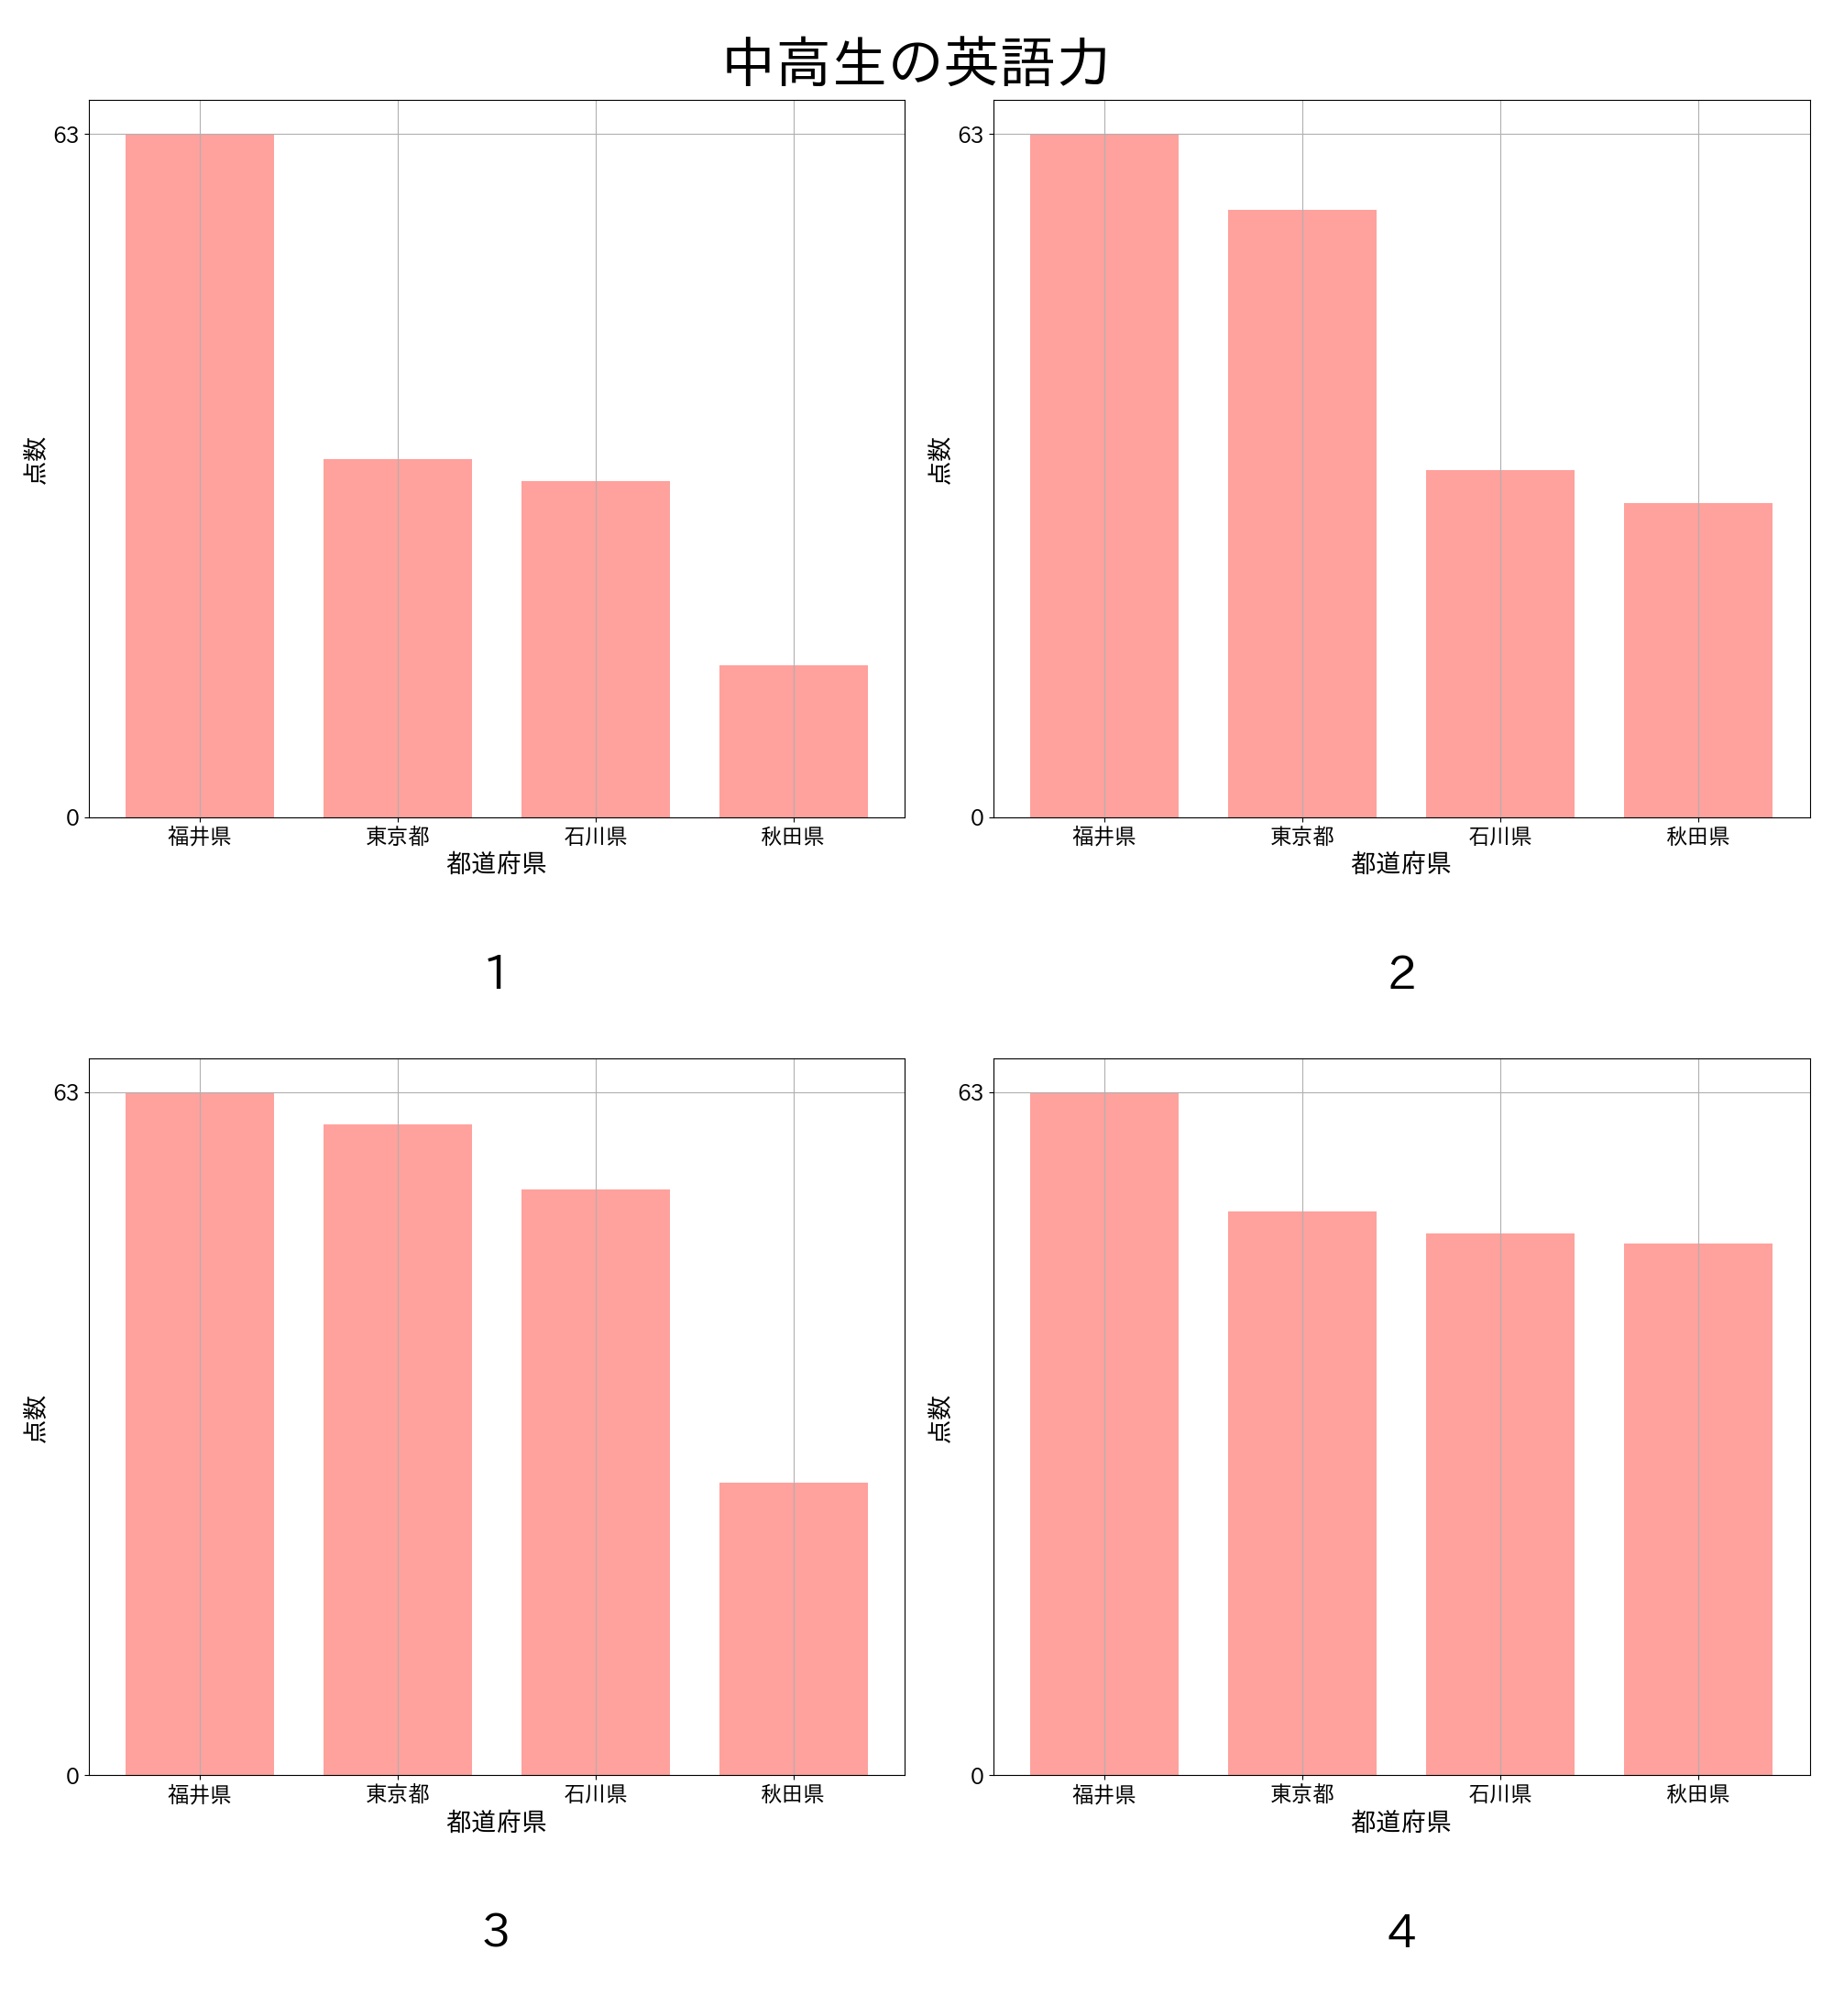 中高生の英語力
63
点数
0
福井県 東京都 石川県 秋田県
都道府県
1
63
点数
0
福井県 東京都 石川県 秋田県
都道府県
2
63
点数
0
福井県 東京都 石川県 秋田県
都道府県
3
63
点数
0
福井県 東京都 石川県 秋田県
都道府県
4